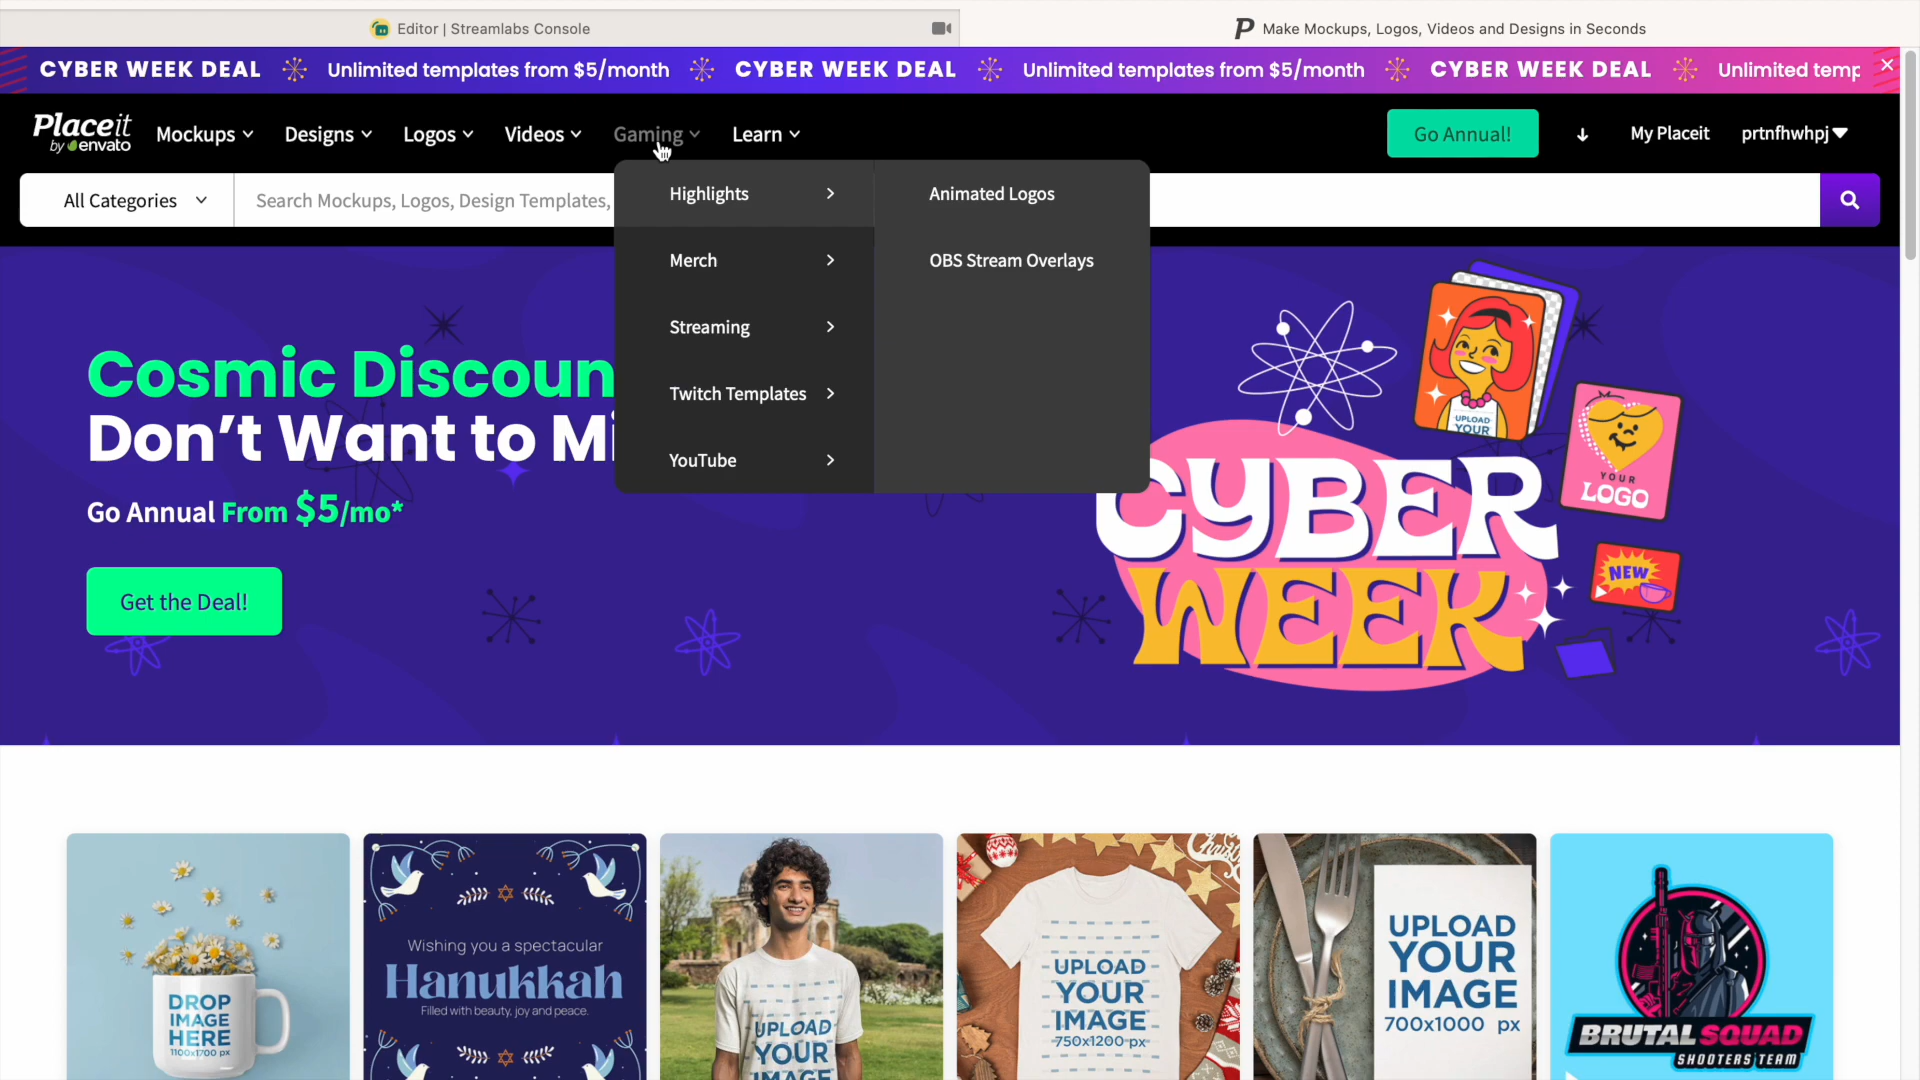 Editor | Streamlabs Console
Make Mockups, Logos, Videos and Designs in Seconds
CYBER WEEK DEAL Unlimited templates from $5/month CYBER WEEK DEAL Unlimited templates from $5/month CYBER WEEK DEAL Unlimited temp
Placeit
by envato
Mockups Designs Logos Videos Gaming Learn
Go Annual! My Placeit prtnfhwhpj
All Categories
Search Mockups, Logos, Design Templates,
Highlights
Merch
Streaming
Twitch Templates
YouTube
Animated Logos
OBS Stream Overlays
Cosmic Discoun
Don't Want to Mi
Go Annual From $5/mo*
Get the Deal!
CYBER
WEEK
UPLOAD
YOUR
YOUR
LOGO
NEW
DROP
IMAGE
HERE
1100x1700 px
Wishing you a spectacular
Hanukkah
Filled with beauty, joy and peace.
UPLOAD
YOUR
IMAGE
Christmas
UPLOAD
YOUR
IMAGE
750x1200 px
UPLOAD
YOUR
IMAGE
700x1000 px
BRUTAL SQUAD
SHOOTERS TEAM